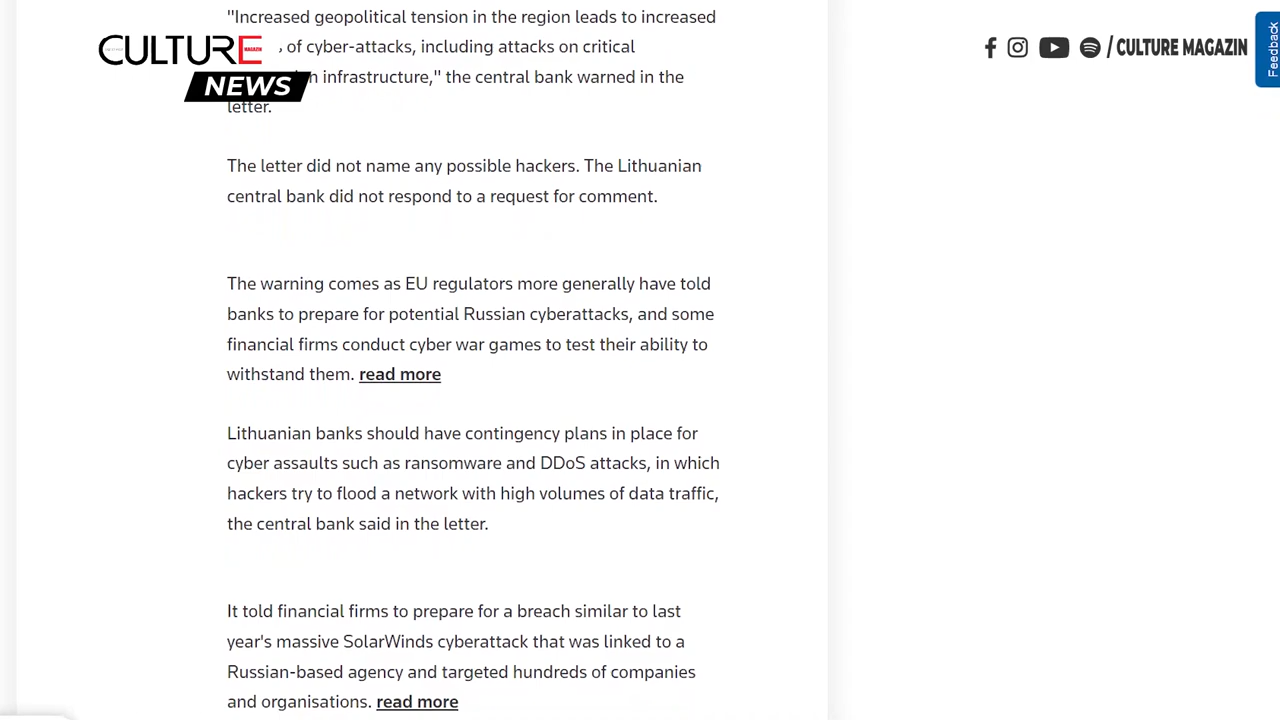 "Increased geopolitical tension in the region leads to increased
of cyber-attacks, including attacks on critical
infrastructure," the central bank warned in the
letter.
CULTURE
MAGAZIN
NEWS
/ CULTURE MAGAZIN
Feedback
The letter did not name any possible hackers. The Lithuanian
central bank did not respond to a request for comment.
The warning comes as EU regulators more generally have told
banks to prepare for potential Russian cyberattacks, and some
financial firms conduct cyber war games to test their ability to
withstand them. read more
Lithuanian banks should have contingency plans in place for
cyber assaults such as ransomware and DDoS attacks, in which
hackers try to flood a network with high volumes of data traffic,
the central bank said in the letter.
It told financial firms to prepare for a breach similar to last
year's massive SolarWinds cyberattack that was linked to a
Russian-based agency and targeted hundreds of companies
and organisations. read more